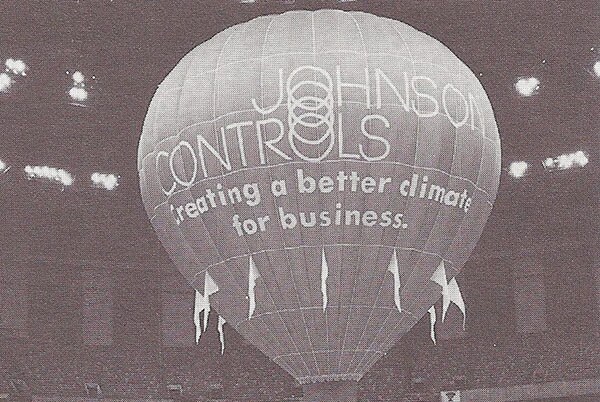 JOHNSON
CONTROLS
Creating a better climate
for business.